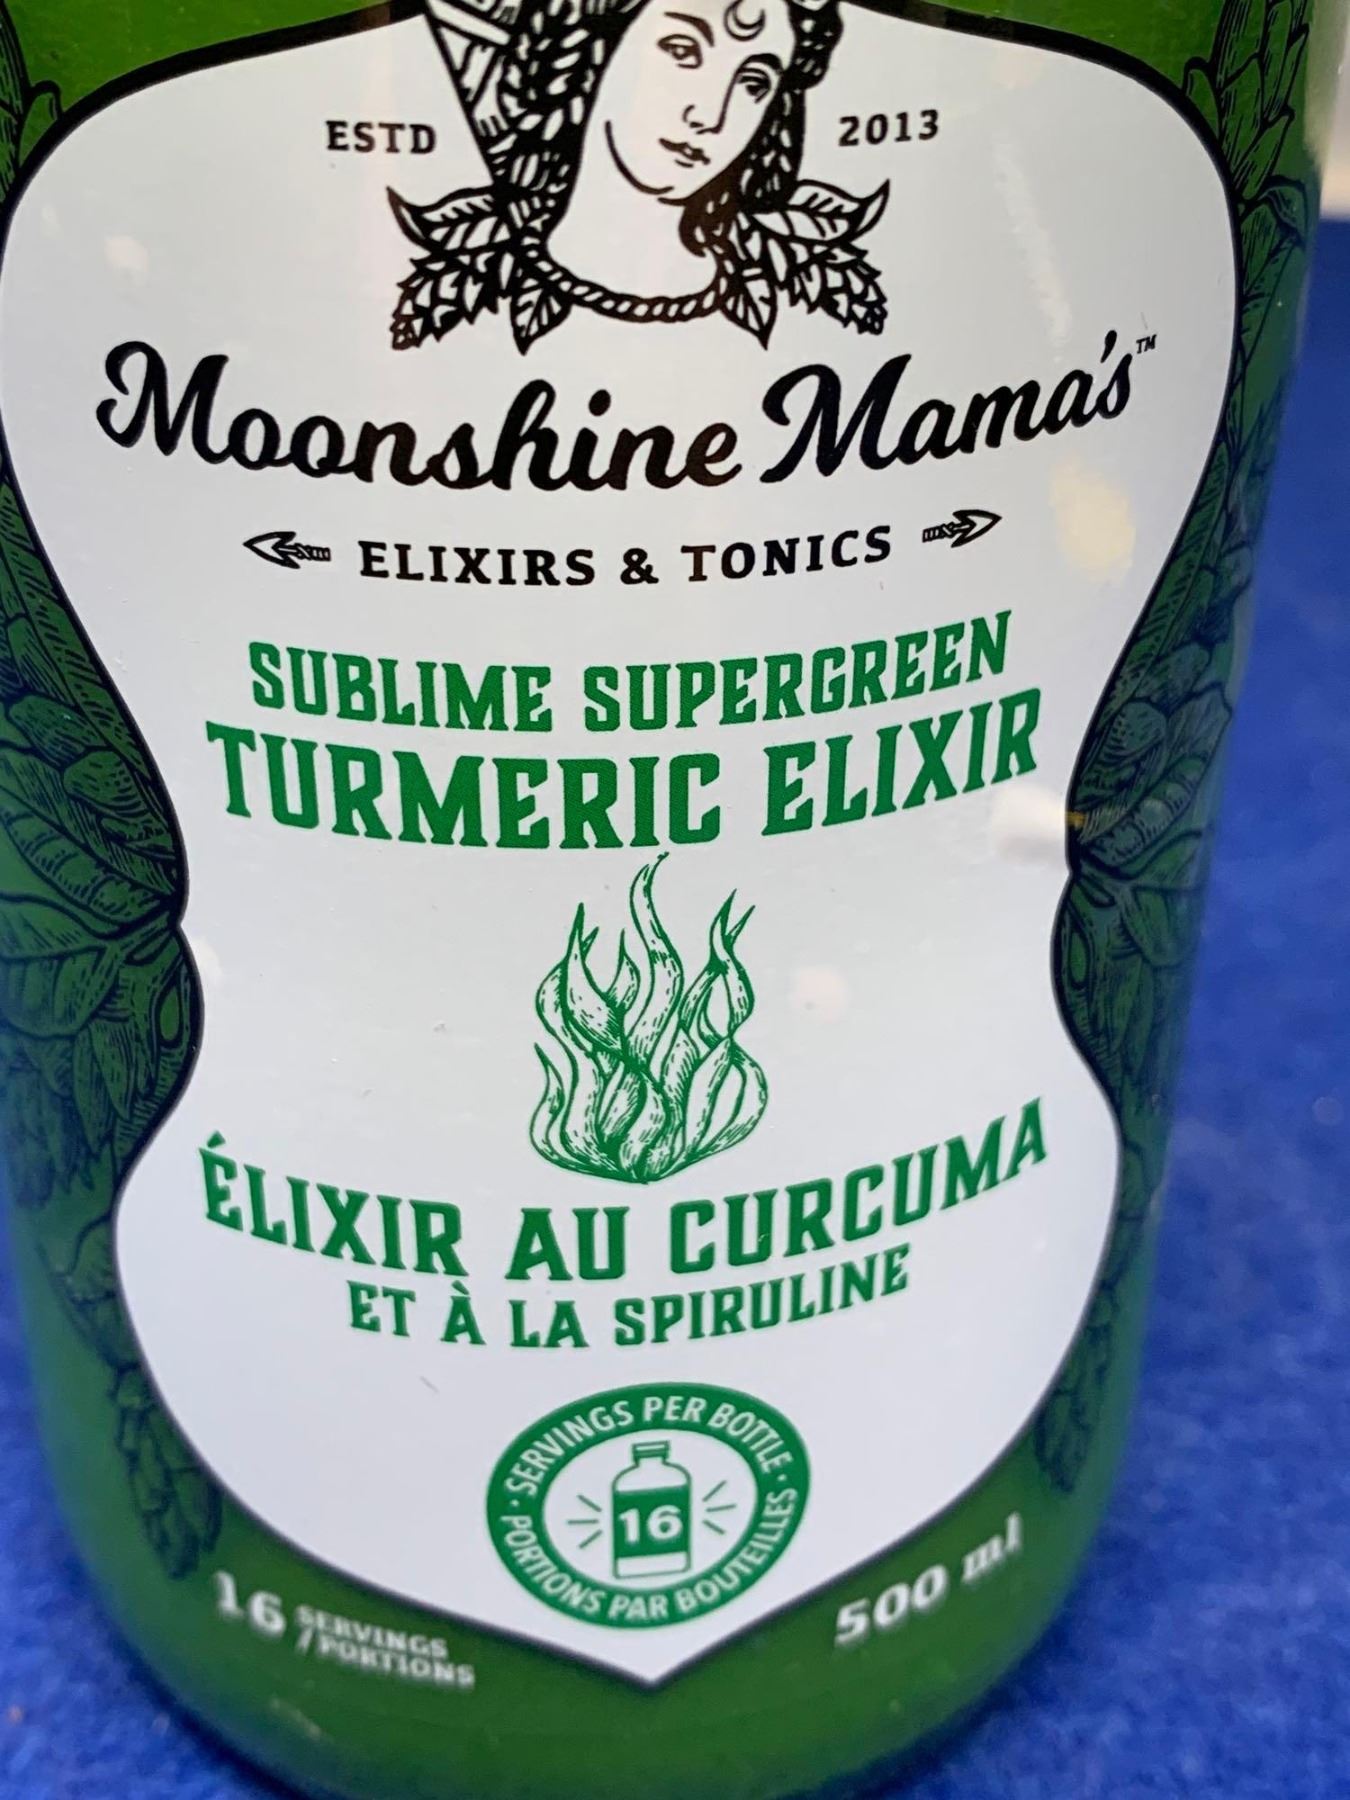 ESTD 2013
Moonshine Mama's™
ELIXIRS & TONICS
SUBLIME SUPERGREEN
TURMERIC ELIXIR
ÉLIXIR AU CURCUMA
ET À LA SPIRULINE
· SERVINGS PER BOTTLE ·
16
PORTIONS PAR BOUTEILLES
16 SERVINGS
/PORTIONS
500 ml